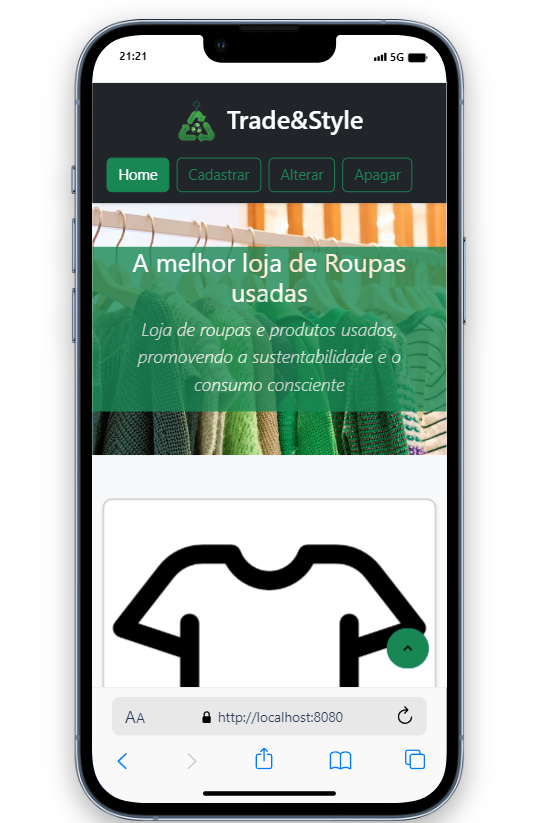 21:21
5G
Trade&Style
Home
Cadastrar
Alterar
Apagar
A melhor loja de Roupas
usadas
Loja de roupas e produtos usados,
promovendo a sustentabilidade e o
consumo consciente
AA
http://localhost:8080